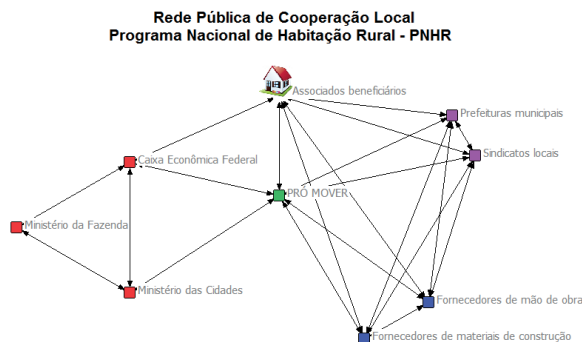 Rede Pública de Cooperação Local
Programa Nacional de Habitação Rural - PNHR
Associados beneficiários
Prefeituras municipais
Sindicatos locais
Caixa Econômica Federal
PRÓ MOVER
Ministério da Fazenda
Ministério das Cidades
Fornecedores de mão de obra
Fornecedores de materiais de construção